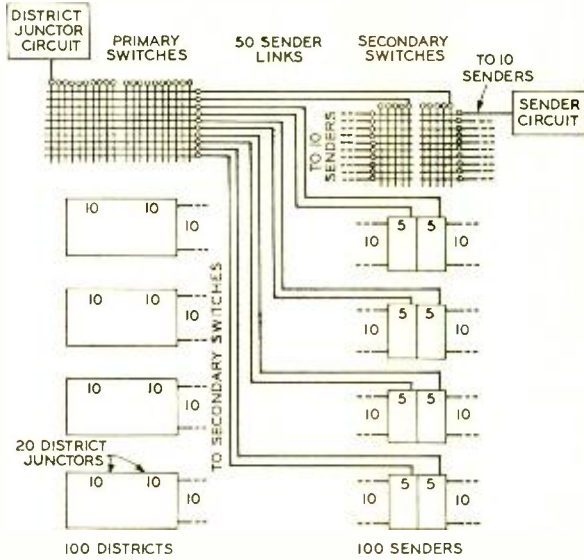 DISTRICT
JUNCTOR
CIRCUIT
PRIMARY
SWITCHES
50 SENDER
LINKS
SECONDARY
SWITCHES
TO 10
SENDERS
SENDER
CIRCUIT
TO 10
SENDERS
10 10
10
10 5 5 10
10 10
10
10 5 5 10
TO SECONDARY SWITCHES
10 10
10
10 5 5 10
20 DISTRICT
JUNCTORS
10 10
10
10 5 5 10
100 DISTRICTS
100 SENDERS